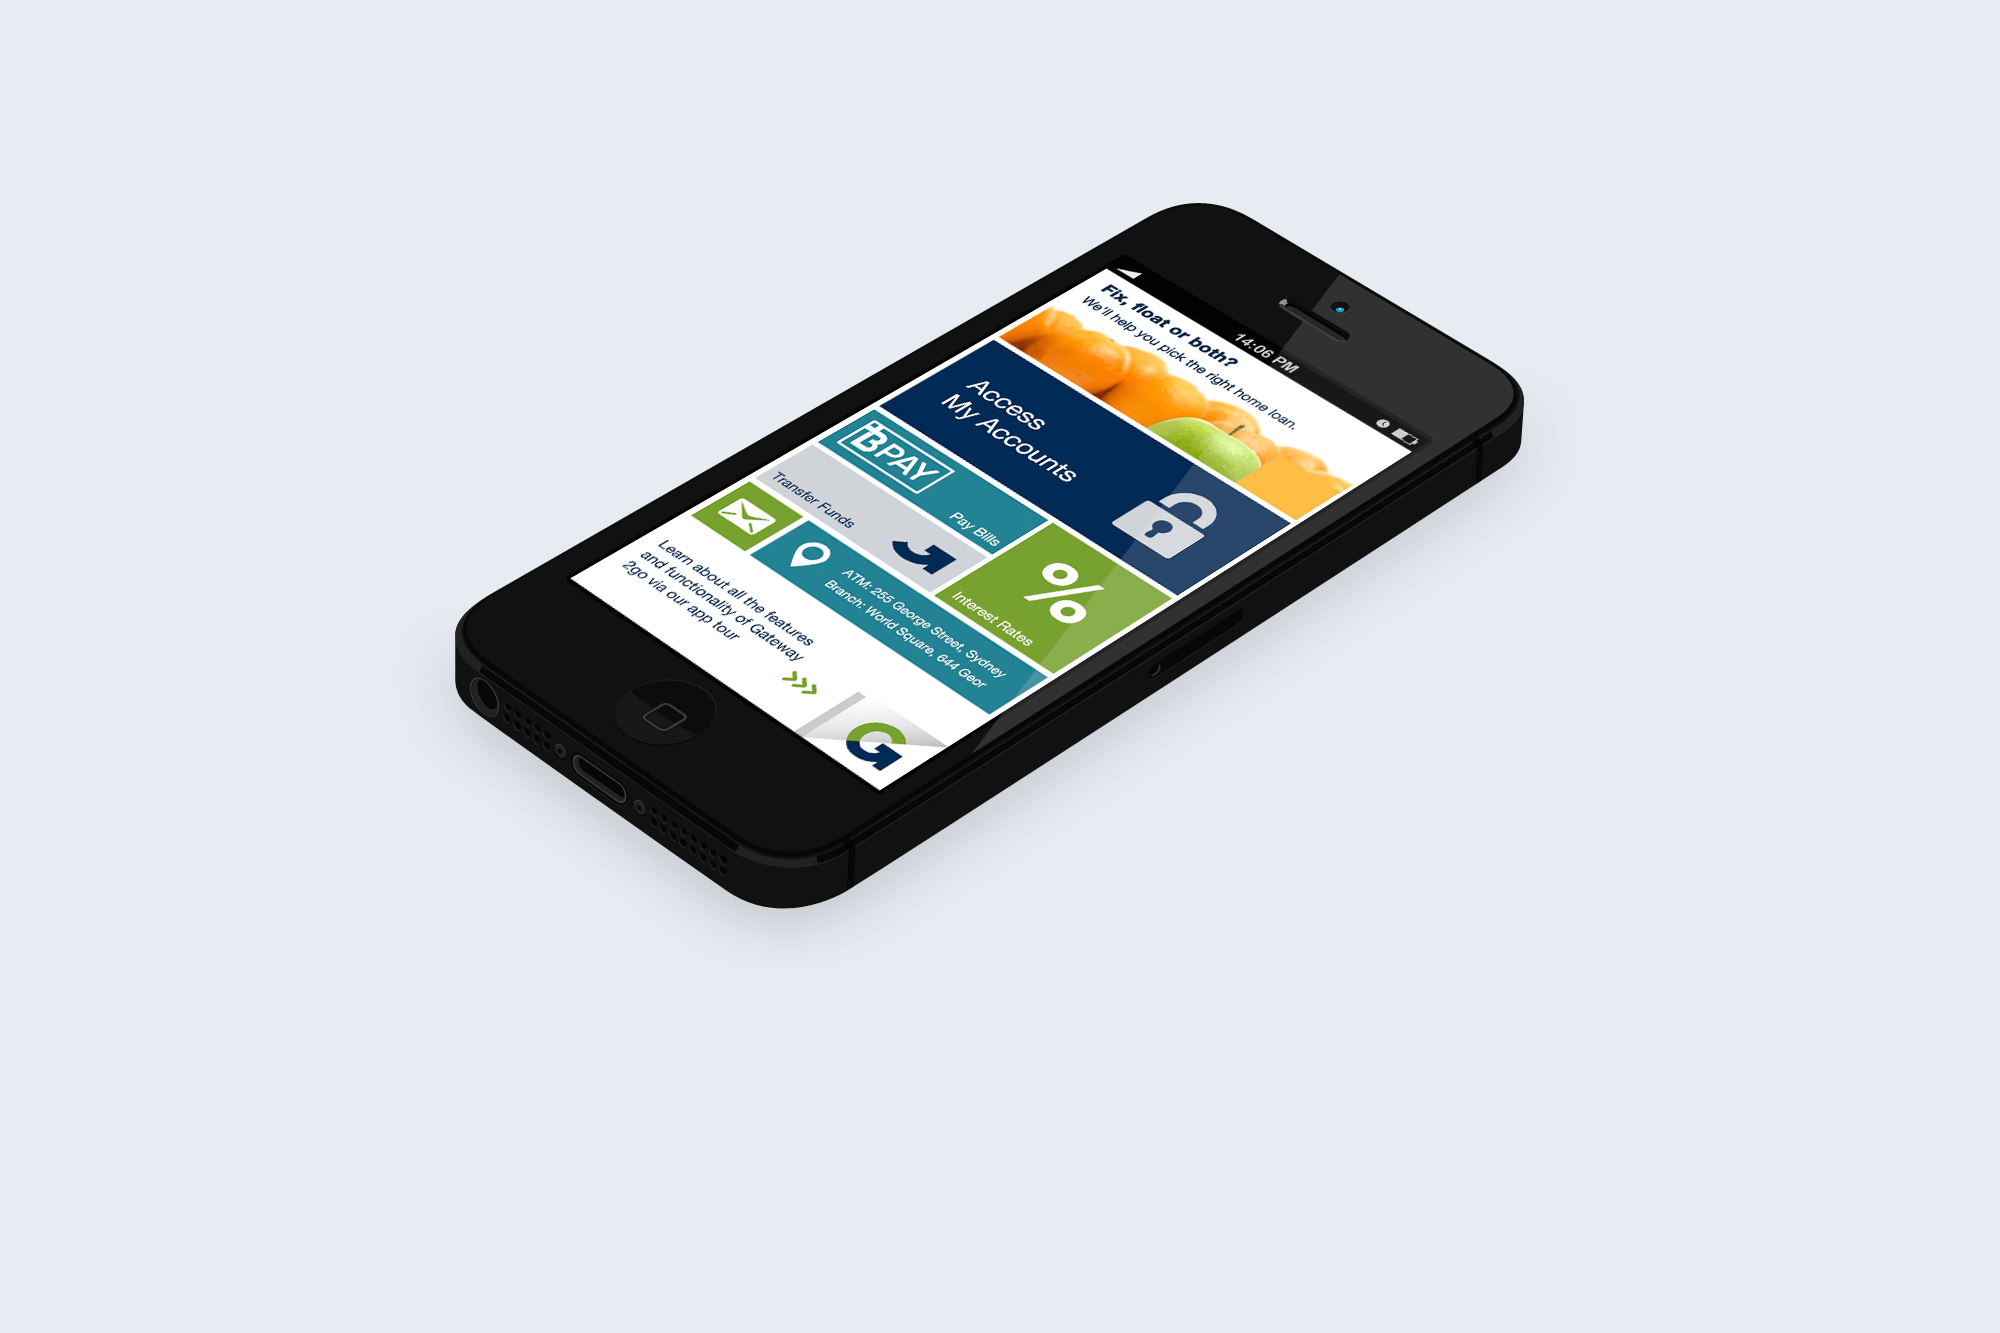 14:06 PM
Fix, float or both?
We'll help you pick the right home loan.
Access
My Accounts
BPAY
Pay Bills
Transfer Funds
Interest Rates
ATM: 255 George Street, Sydney
Branch: World Square, 644 Geor
Learn about all the features
and functionality of Gateway
2go via our app tour